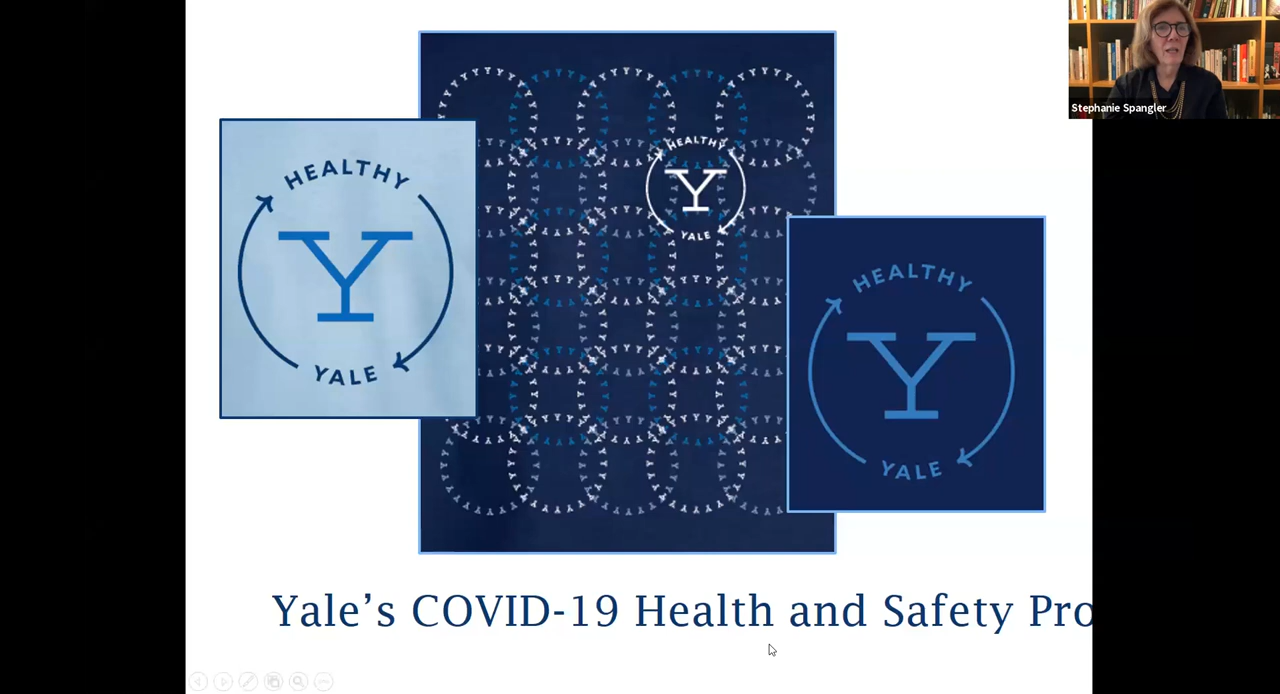 Stephanie Spangler
HEALTHY
Y
YALE
HEALTHY
Y
YALE
HEALTHY
Y
YALE
Yale's COVID-19 Health and Safety Pro